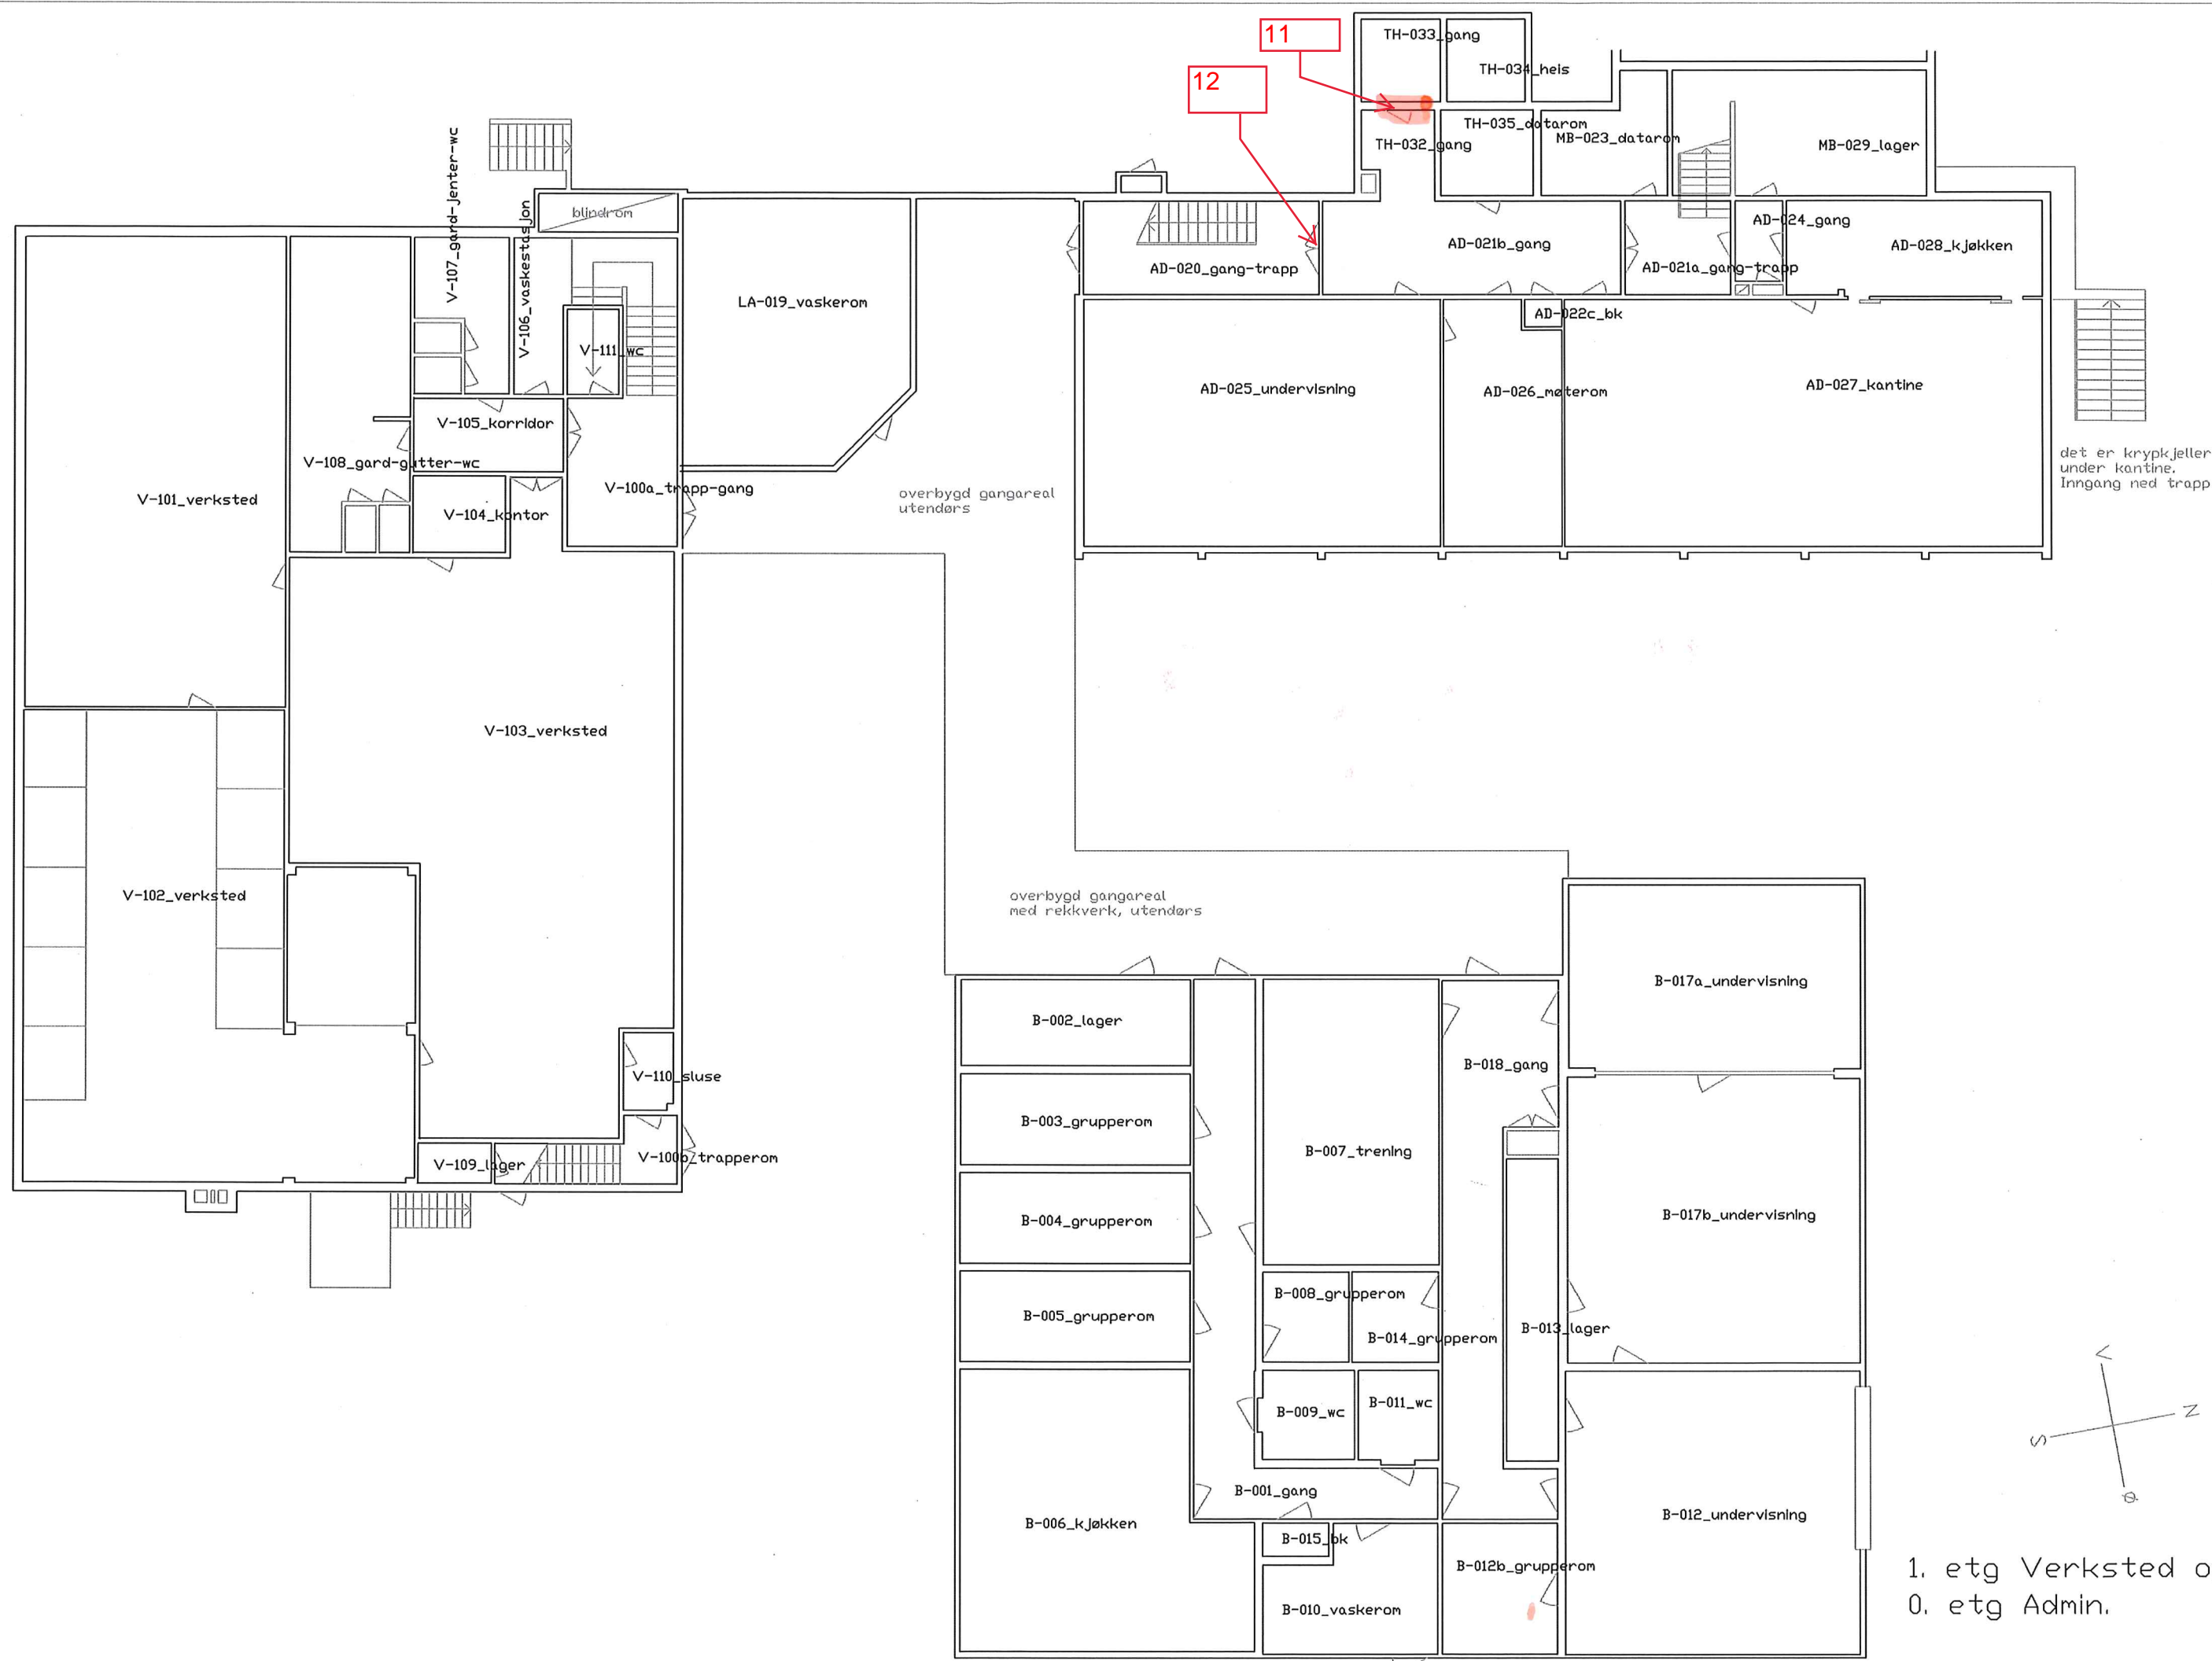 11
TH-033_gang
TH-034_heis
12
TH-035_datarom
MB-023_datarom
TH-032_gang
MB-029_lager
V-107_gard-jenter-wc
V-106_vaskestasjon
blindrom
AD-024_gang
AD-021b_gang
AD-028_kjøkken
AD-020_gang-trapp
AD-021a_gang-trapp
LA-019_vaskerom
AD-022c_bk
V-111_wc
AD-025_undervisning
AD-026_møterom
AD-027_kantine
V-105_korridor
V-108_gard-gutter-wc
det er krypkjeller
under kantine.
Inngang ned trapp
V-101_verksted
V-100a_trapp-gang
overbygd gangareal
utendørs
V-104_kontor
V-103_verksted
V-102_verksted
overbygd gangareal
med rekkverk, utendørs
B-017a_undervisning
B-002_lager
B-018_gang
V-110_sluse
B-003_grupperom
B-007_trening
V-109_lager
V-100b_trapperom
B-004_grupperom
B-017b_undervisning
B-008_grupperom
B-005_grupperom
B-014_grupperom
B-013_lager
V
N
S
Ø
B-009_wc
B-011_wc
B-001_gang
B-006_kjøkken
B-012_undervisning
B-015_bk
B-012b_grupperom
B-010_vaskerom
1. etg Verksted o
0. etg Admin.